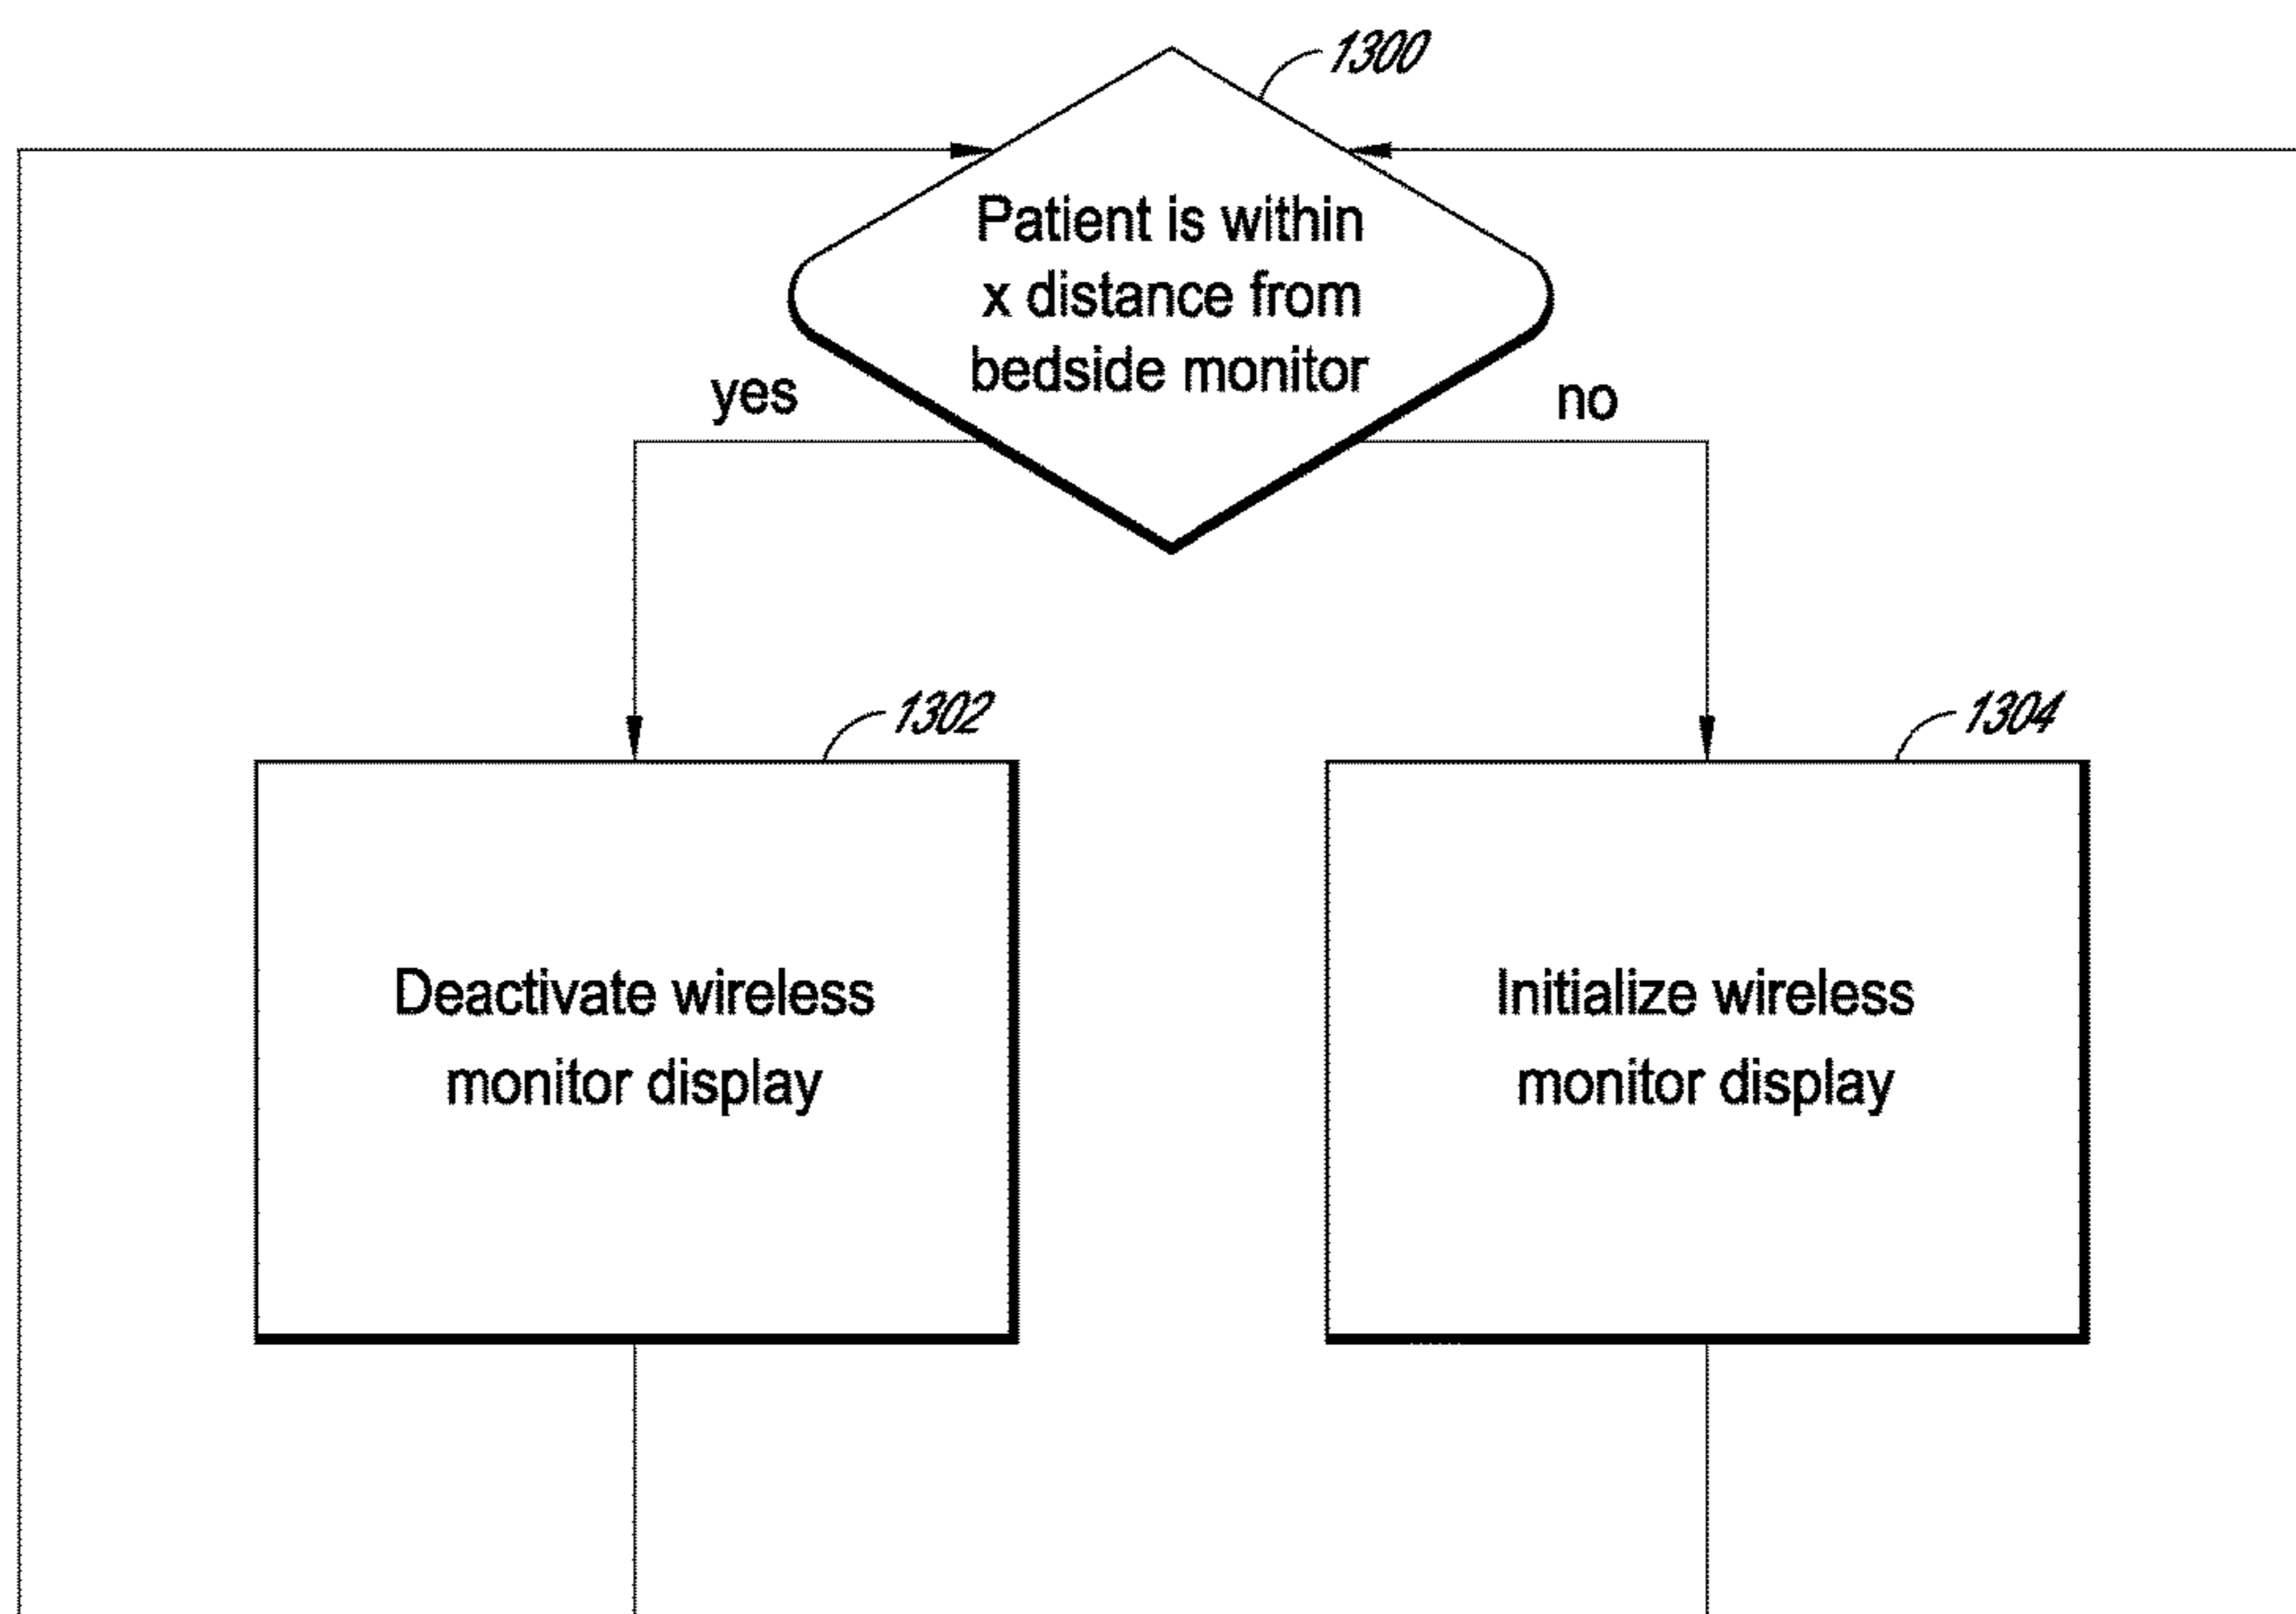 1300
Patient is within
x distance from
bedside monitor
yes
no
1302
1304
Deactivate wireless
monitor display
Initialize wireless
monitor display